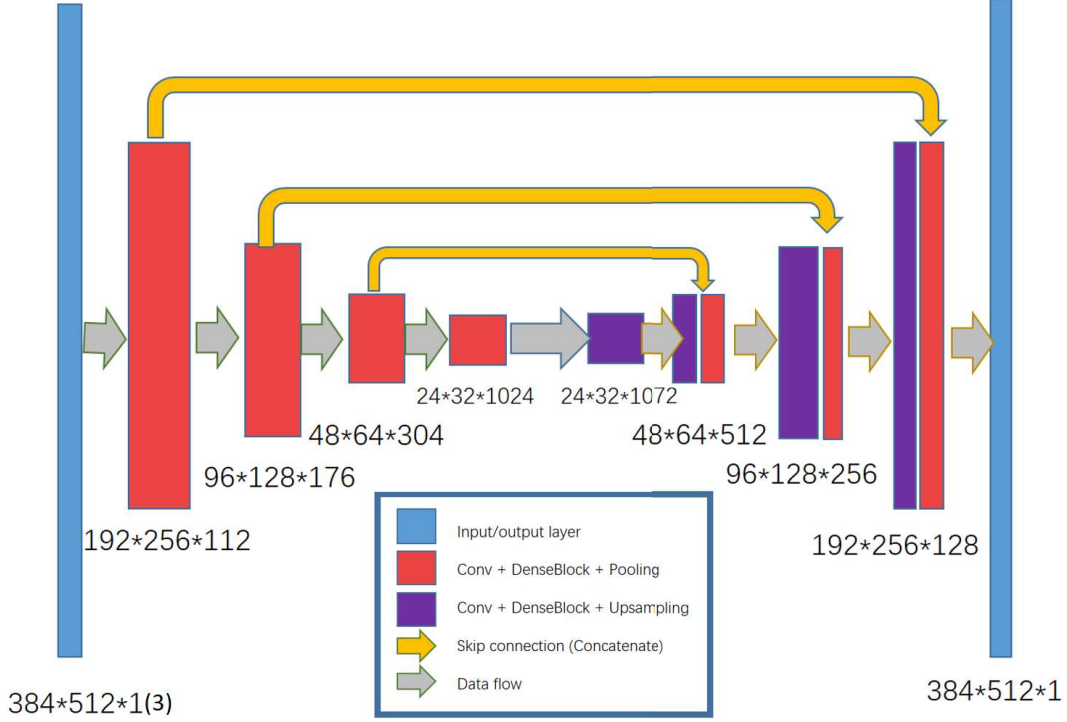 24*32*1024
24*32*1072
48*64*304
48*64*512
96*128*176
96*128*256
192*256*112
192*256*128
Input/output layer
Conv + DenseBlock + Pooling
Conv + DenseBlock + Upsampling
Skip connection (Concatenate)
Data flow
384*512*1(3)
384*512*1